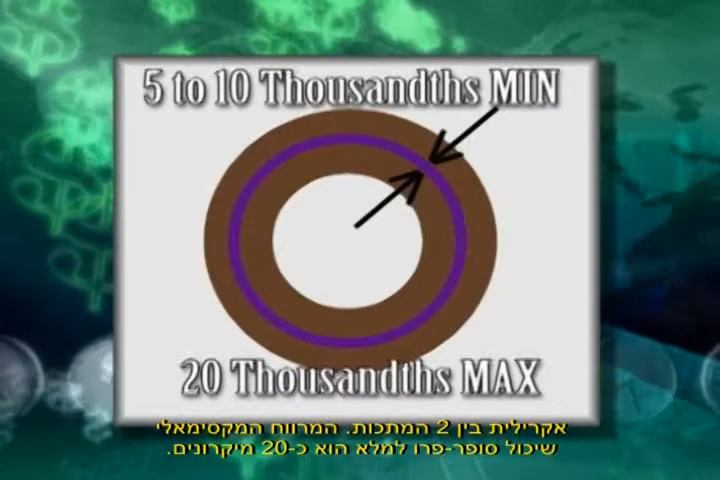 5 to 10 Thousandths MIN
20 Thousandths MAX
אקרילית בין 2 המתכות. המרווח המקסימאלי
שיכול סופר-פרו למלא הוא כ-20 מיקרונים.